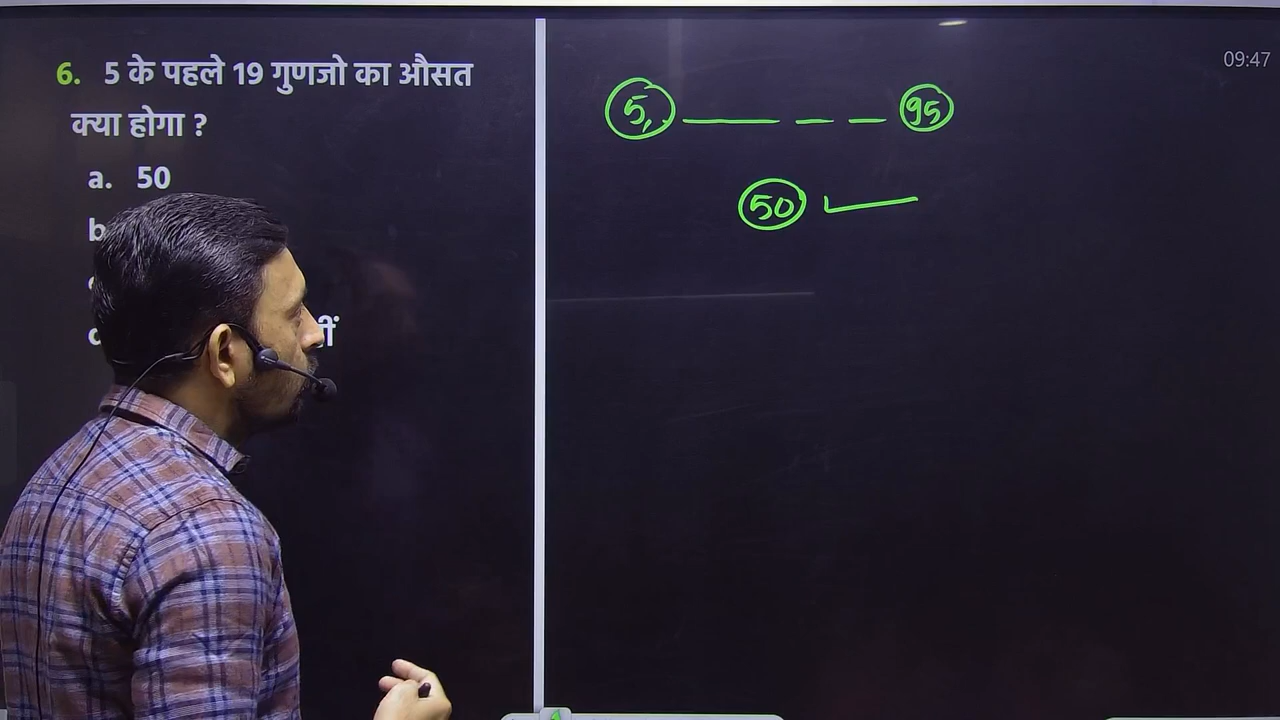 6. 5 के पहले 19 गुणजो का औसत
क्या होगा ?
a. 50
b
5, 95
50
09:47